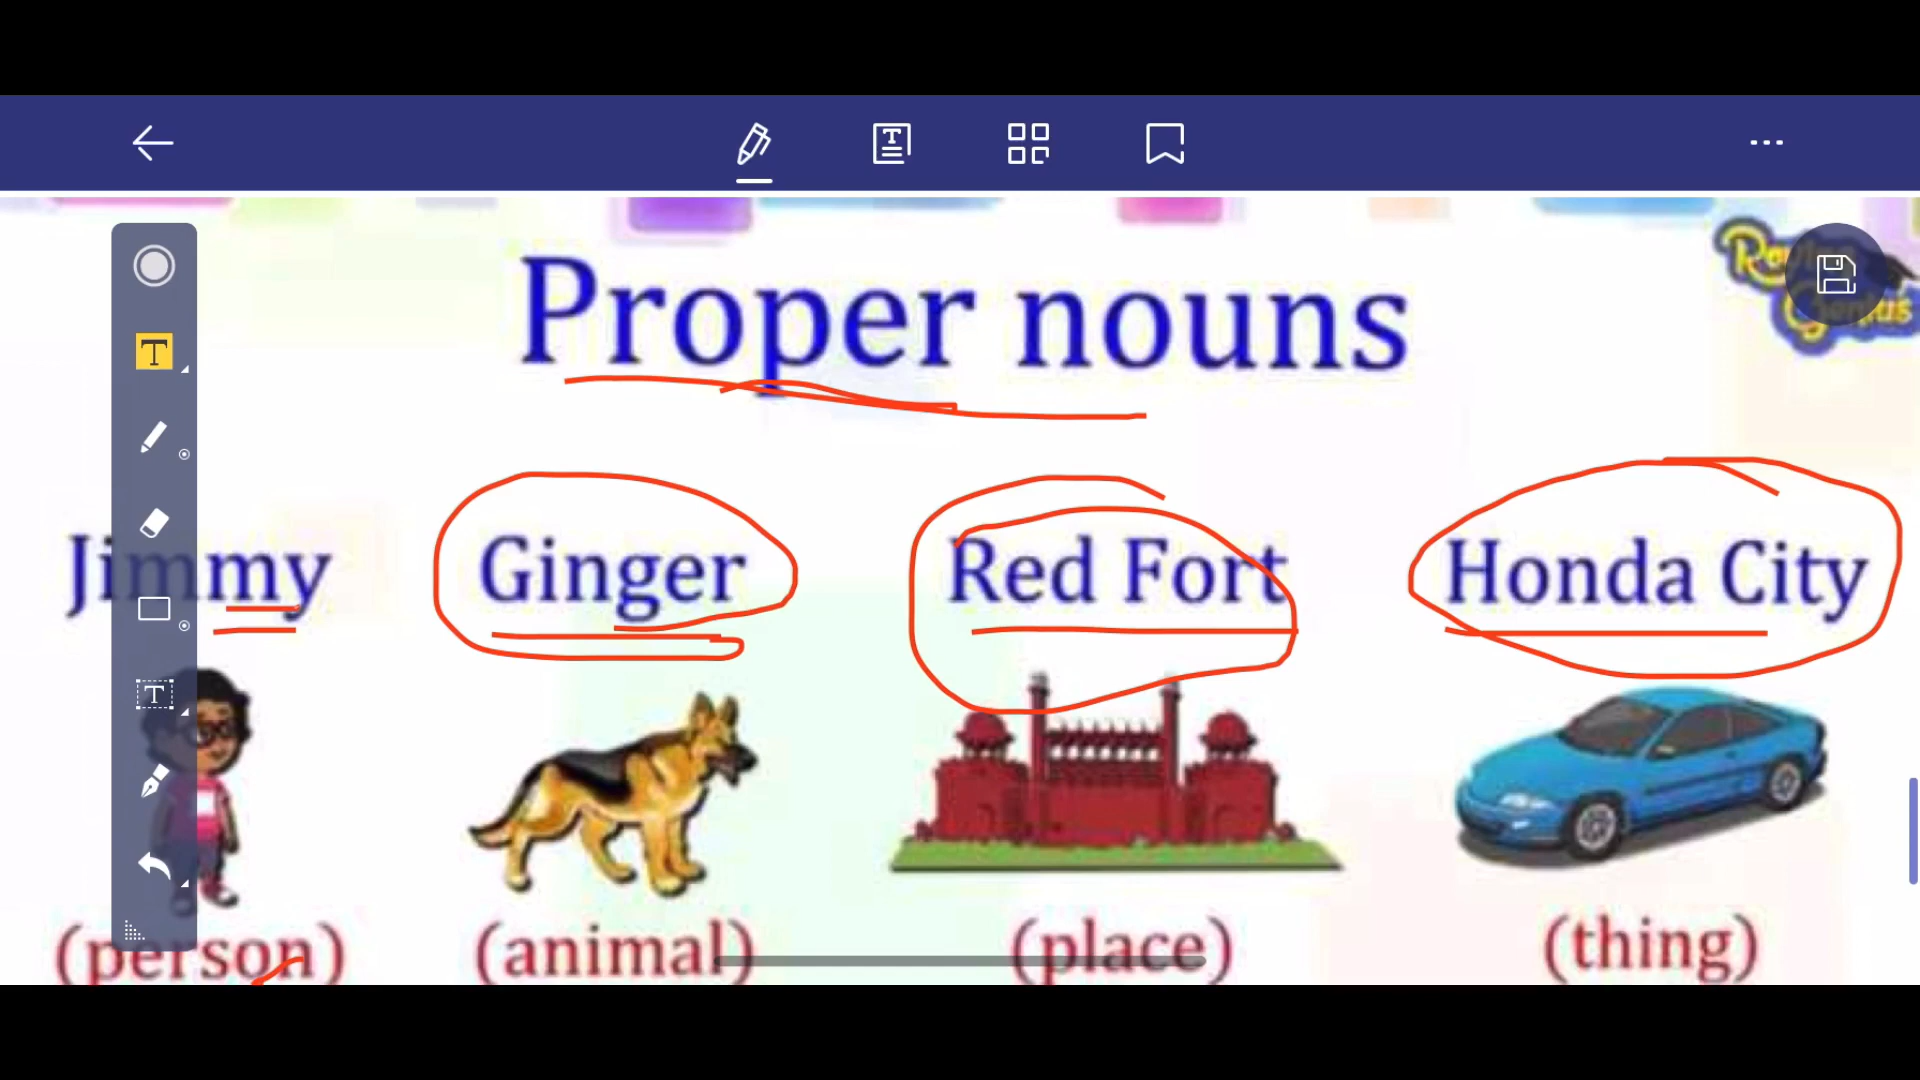 Proper nouns
Jimmy Ginger Red Fort Honda City
(person) (animal) (place) (thing)